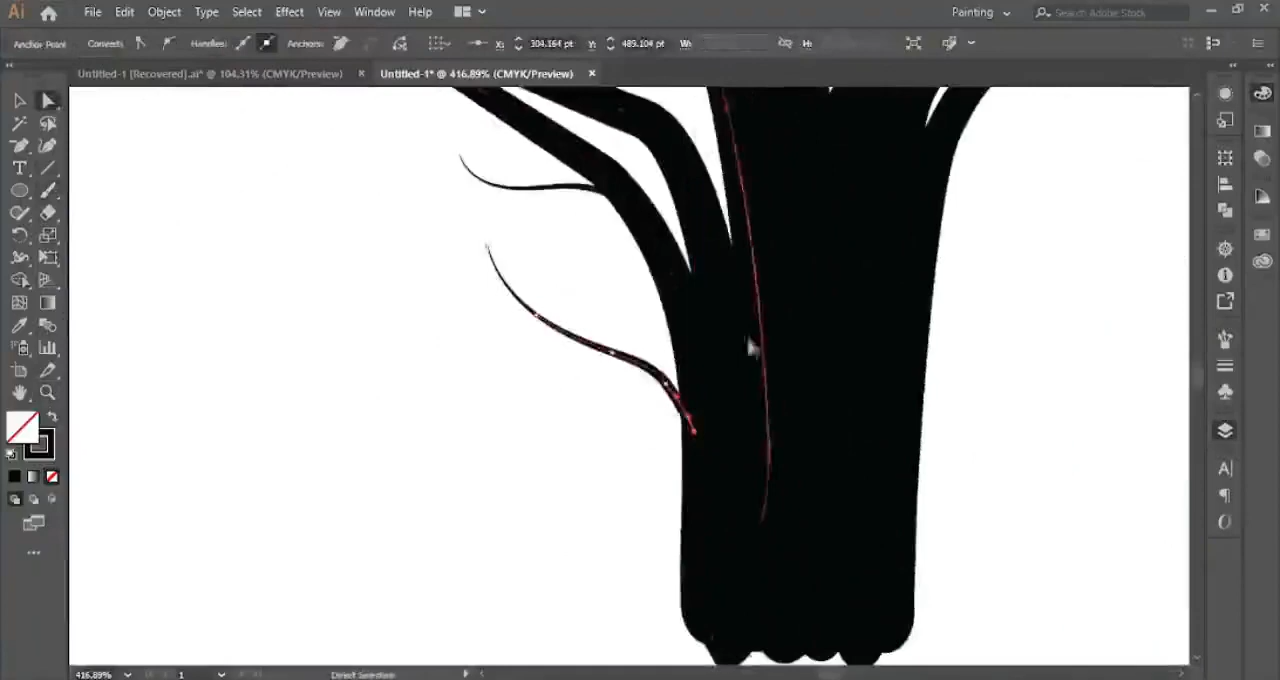 Ai File Edit Object Type Select Effect View Window Help Painting Search Adobe Stock
Anchor Point Convert: Handles: Anchors: X: 304.164 pt Y: 485.104 pt W: H:
Untitled-1 [Recovered].ai* @ 104.31% (CMYK/Preview) × Untitled-1* @ 416.89% (CMYK/Preview) ×
416.89% 1 Direct Selection